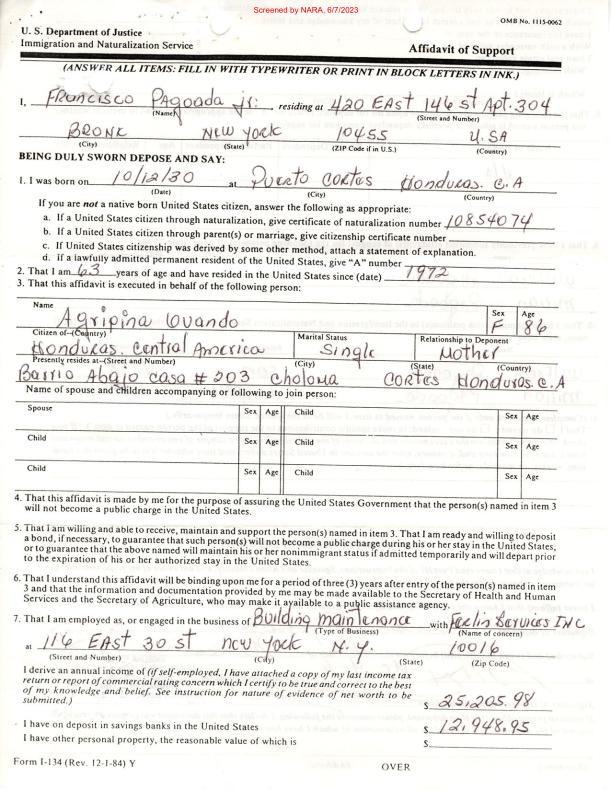 Screened by NARA, 6/7/2023
OMB No. 1115-0062
U. S. Department of Justice
Immigration and Naturalization Service
Affidavit of Support
(ANSWER ALL ITEMS: FILL IN WITH TYPEWRITER OR PRINT IN BLOCK LETTERS IN INK.)
I, Francisco Pagoada Jr. residing at 420 EAst 146 st Apt. 304
(Name) (Street and Number)
BRONK NEW YORK 10455 U.SA
(City) (State) (ZIP Code if in U.S.) (Country)
BEING DULY SWORN DEPOSE AND SAY:
1. I was born on 10/12/30 at Puerto Cortes Honduras. C.A
(Date) (City) (Country)
If you are not a native born United States citizen, answer the following as appropriate:
a. If a United States citizen through naturalization, give certificate of naturalization number 10854074
b. If a United States citizen through parent(s) or marriage, give citizenship certificate number
c. If United States citizenship was derived by some other method, attach a statement of explanation.
d. If a lawfully admitted permanent resident of the United States, give "A" number
2. That I am 63 years of age and have resided in the United States since (date) 1972
3. That this affidavit is executed in behalf of the following person:
Name Sex Age
Agripina Ovando F 86
Citizen of--(Country) Marital Status Relationship to Deponent
Honduras. Central America Single Mother
Presently resides at--(Street and Number) (City) (State) (Country)
Barrio Abajo casa # 203 choloma CORTES Honduras. C.A
Name of spouse and children accompanying or following to join person:
Spouse Sex Age Child Sex Age
Child Sex Age Child Sex Age
Child Sex Age Child Sex Age
4. That this affidavit is made by me for the purpose of assuring the United States Government that the person(s) named in item 3
will not become a public charge in the United States.
5. That I am willing and able to receive, maintain and support the person(s) named in item 3. That I am ready and willing to deposit
a bond, if necessary, to guarantee that such person(s) will not become a public charge during his or her stay in the United States,
or to guarantee that the above named will maintain his or her nonimmigrant status if admitted temporarily and will depart prior
to the expiration of his or her authorized stay in the United States.
6. That I understand this affidavit will be binding upon me for a period of three (3) years after entry of the person(s) named in item
3 and that the information and documentation provided by me may be made available to the Secretary of Health and Human
Services and the Secretary of Agriculture, who may make it available to a public assistance agency.
7. That I am employed as, or engaged in the business of Building maintenance with Services INC
(Type of Business) (Name of concern)
at 116 EAST 30 st new york N.Y. 10016
(Street and Number) (City) (State) (Zip Code)
I derive an annual income of (if self-employed, I have attached a copy of my last income tax
return or report of commercial rating concern which I certify to be true and correct to the best
of my knowledge and belief. See instruction for nature of evidence of net worth to be
submitted.) $ 25,205.98
I have on deposit in savings banks in the United States $ 12,948.95
I have other personal property, the reasonable value of which is $
Form I-134 (Rev. 12-1-84) Y
OVER